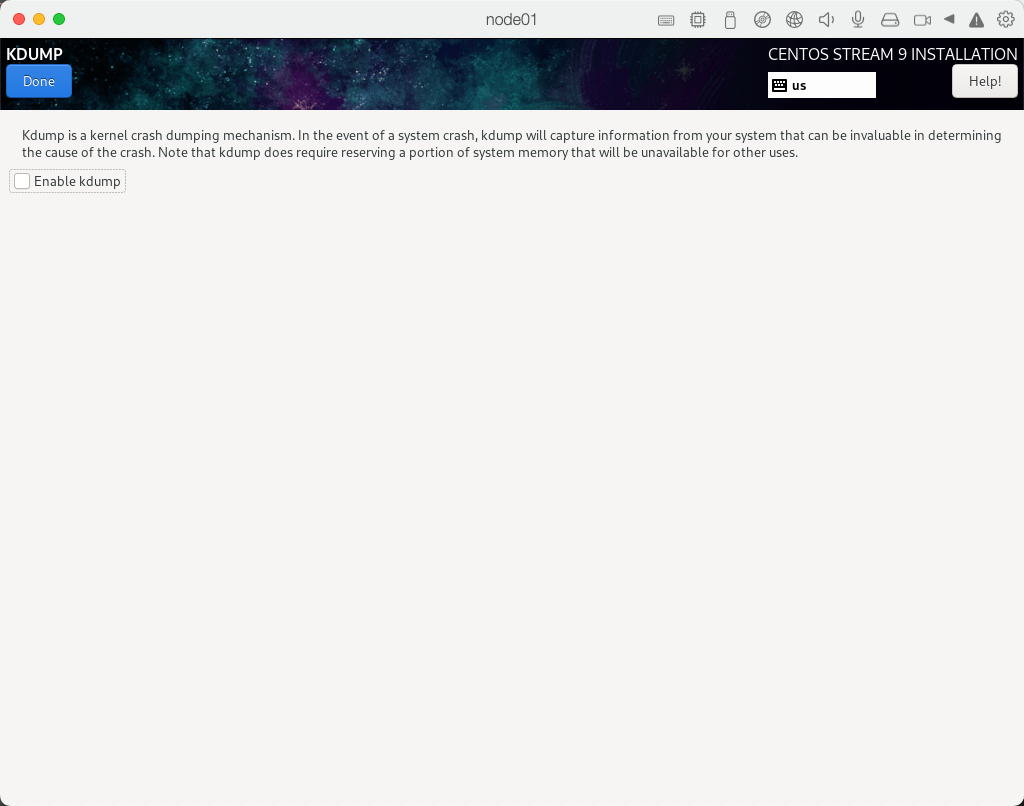 node01
KDUMP
CENTOS STREAM 9 INSTALLATION
Done
us
Help!
Kdump is a kernel crash dumping mechanism. In the event of a system crash, kdump will capture information from your system that can be invaluable in determining
the cause of the crash. Note that kdump does require reserving a portion of system memory that will be unavailable for other uses.
Enable kdump